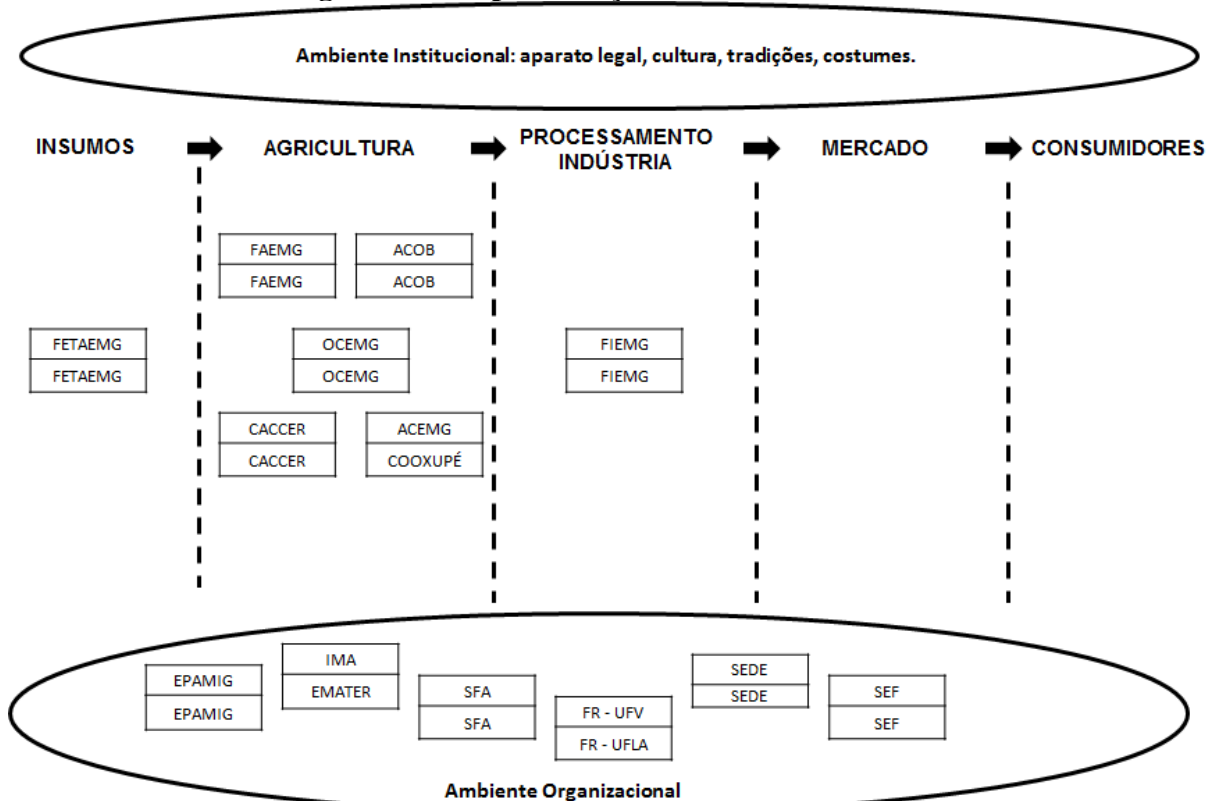 Ambiente Institucional: aparato legal, cultura, tradições, costumes.
INSUMOS
AGRICULTURA
PROCESSAMENTO
INDÚSTRIA
MERCADO
CONSUMIDORES
FAEMG
FAEMG
ACOB
ACOB
FETAEMG
FETAEMG
OCEMG
OCEMG
FIEMG
FIEMG
CACCER
CACCER
ACEMG
COOXUPÉ
EPAMIG
EPAMIG
IMA
EMATER
SFA
SFA
FR - UFV
FR - UFLA
SEDE
SEDE
SEF
SEF
Ambiente Organizacional